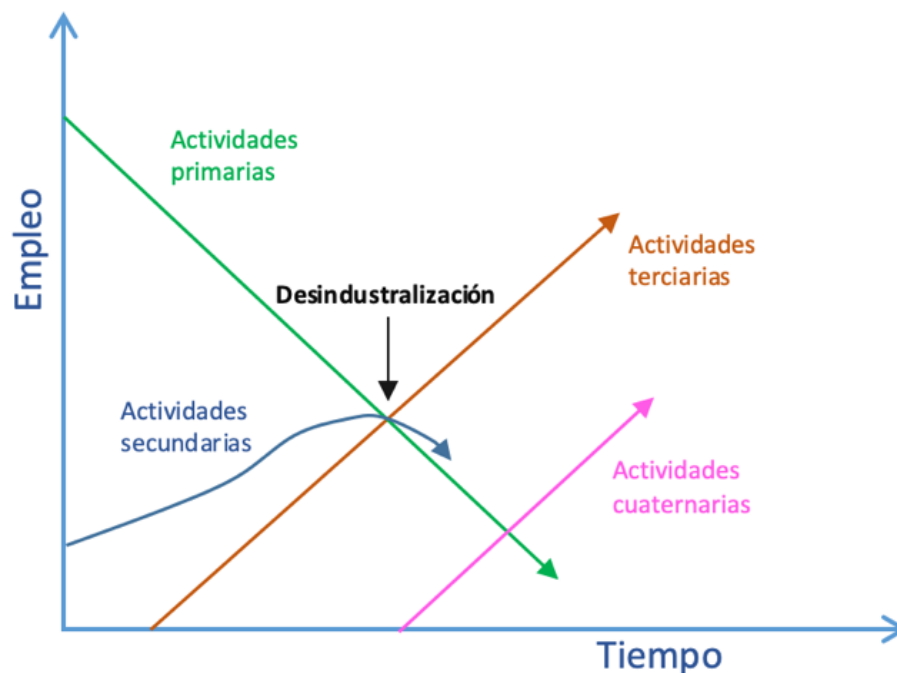 Actividades
primarias
Empleo
Actividades
terciarias
Desindustralización
Actividades
secundarias
Actividades
cuaternarias
Tiempo